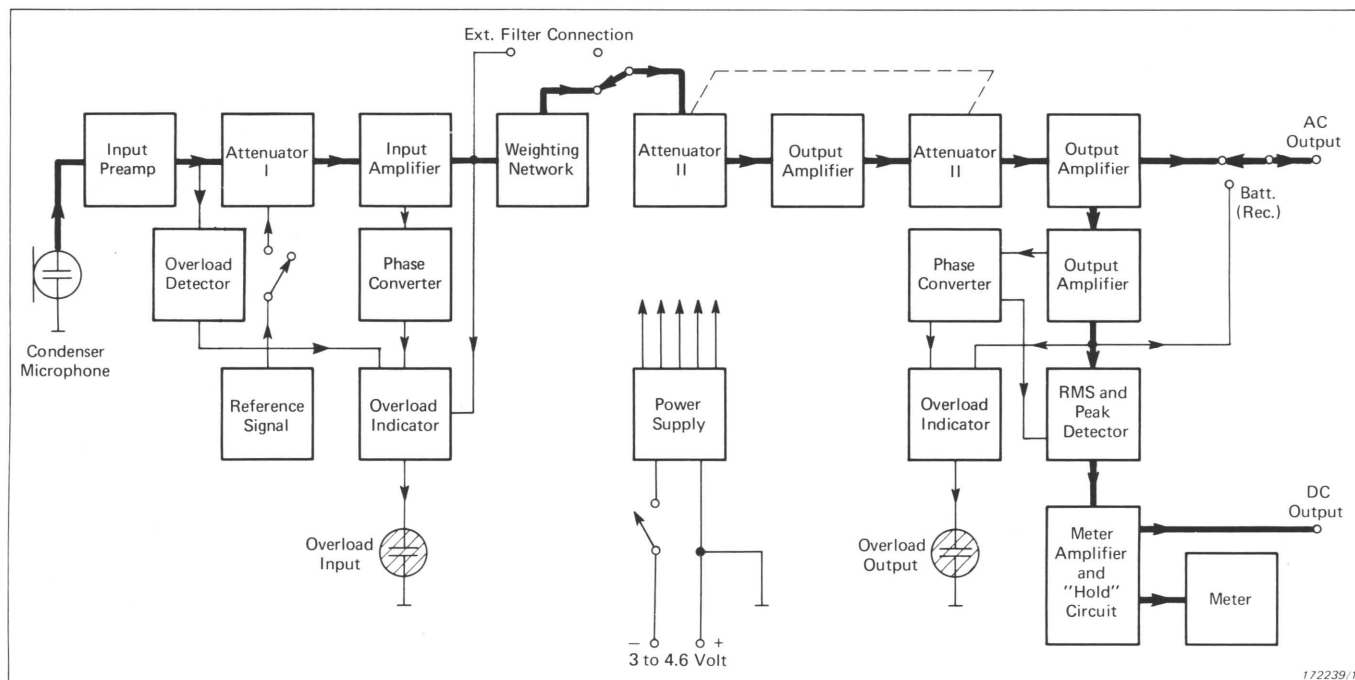 Ext. Filter Connection
Input
Preamp
Attenuator
I
Input
Amplifier
Weighting
Network
Attenuator
II
Output
Amplifier
Attenuator
II
Output
Amplifier
AC
Output
Batt.
(Rec.)
Overload
Detector
Phase
Converter
Phase
Converter
Output
Amplifier
Condenser
Microphone
Reference
Signal
Overload
Indicator
Power
Supply
Overload
Indicator
RMS and
Peak
Detector
Overload
Input
Overload
Output
Meter
Amplifier
and
"Hold"
Circuit
DC
Output
Meter
− +
3 to 4.6 Volt
172239/1